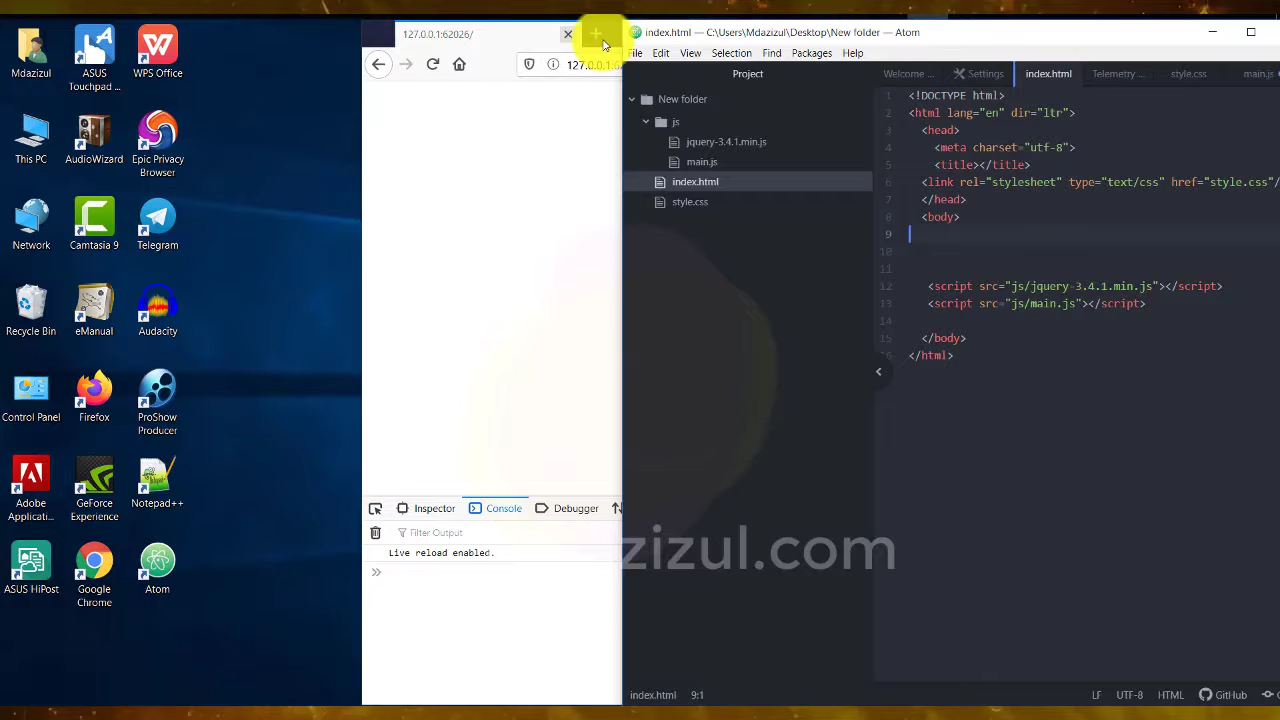 Mdazizul
ASUS
Touchpad ...
WPS Office
This PC
AudioWizard
Epic Privacy
Browser
Network
Camtasia 9
Telegram
Recycle Bin
eManual
Audacity
Control Panel
Firefox
ProShow
Producer
Adobe
Applicati...
GeForce
Experience
Notepad++
ASUS HiPost
Google
Chrome
Atom
127.0.0.1:62026/
127.0.0.1:62
Inspector
Console
Debugger
Filter Output
Live reload enabled.
index.html — C:\Users\Mdazizul\Desktop\New folder — Atom
File Edit View Selection Find Packages Help
Project
New folder
js
jquery-3.4.1.min.js
main.js
index.html
style.css
Welcome ...
Settings
index.html
Telemetry ...
style.css
main.js
1 <!DOCTYPE html>
2 <html lang="en" dir="ltr">
3 <head>
4 <meta charset="utf-8">
5 <title></title>
6 <link rel="stylesheet" type="text/css" href="style.css"/
7 </head>
8 <body>
9
10
11
12 <script src="js/jquery-3.4.1.min.js"></script>
13 <script src="js/main.js"></script>
14
15 </body>
16 </html>
zizul.com
index.html 9:1
LF UTF-8 HTML GitHub